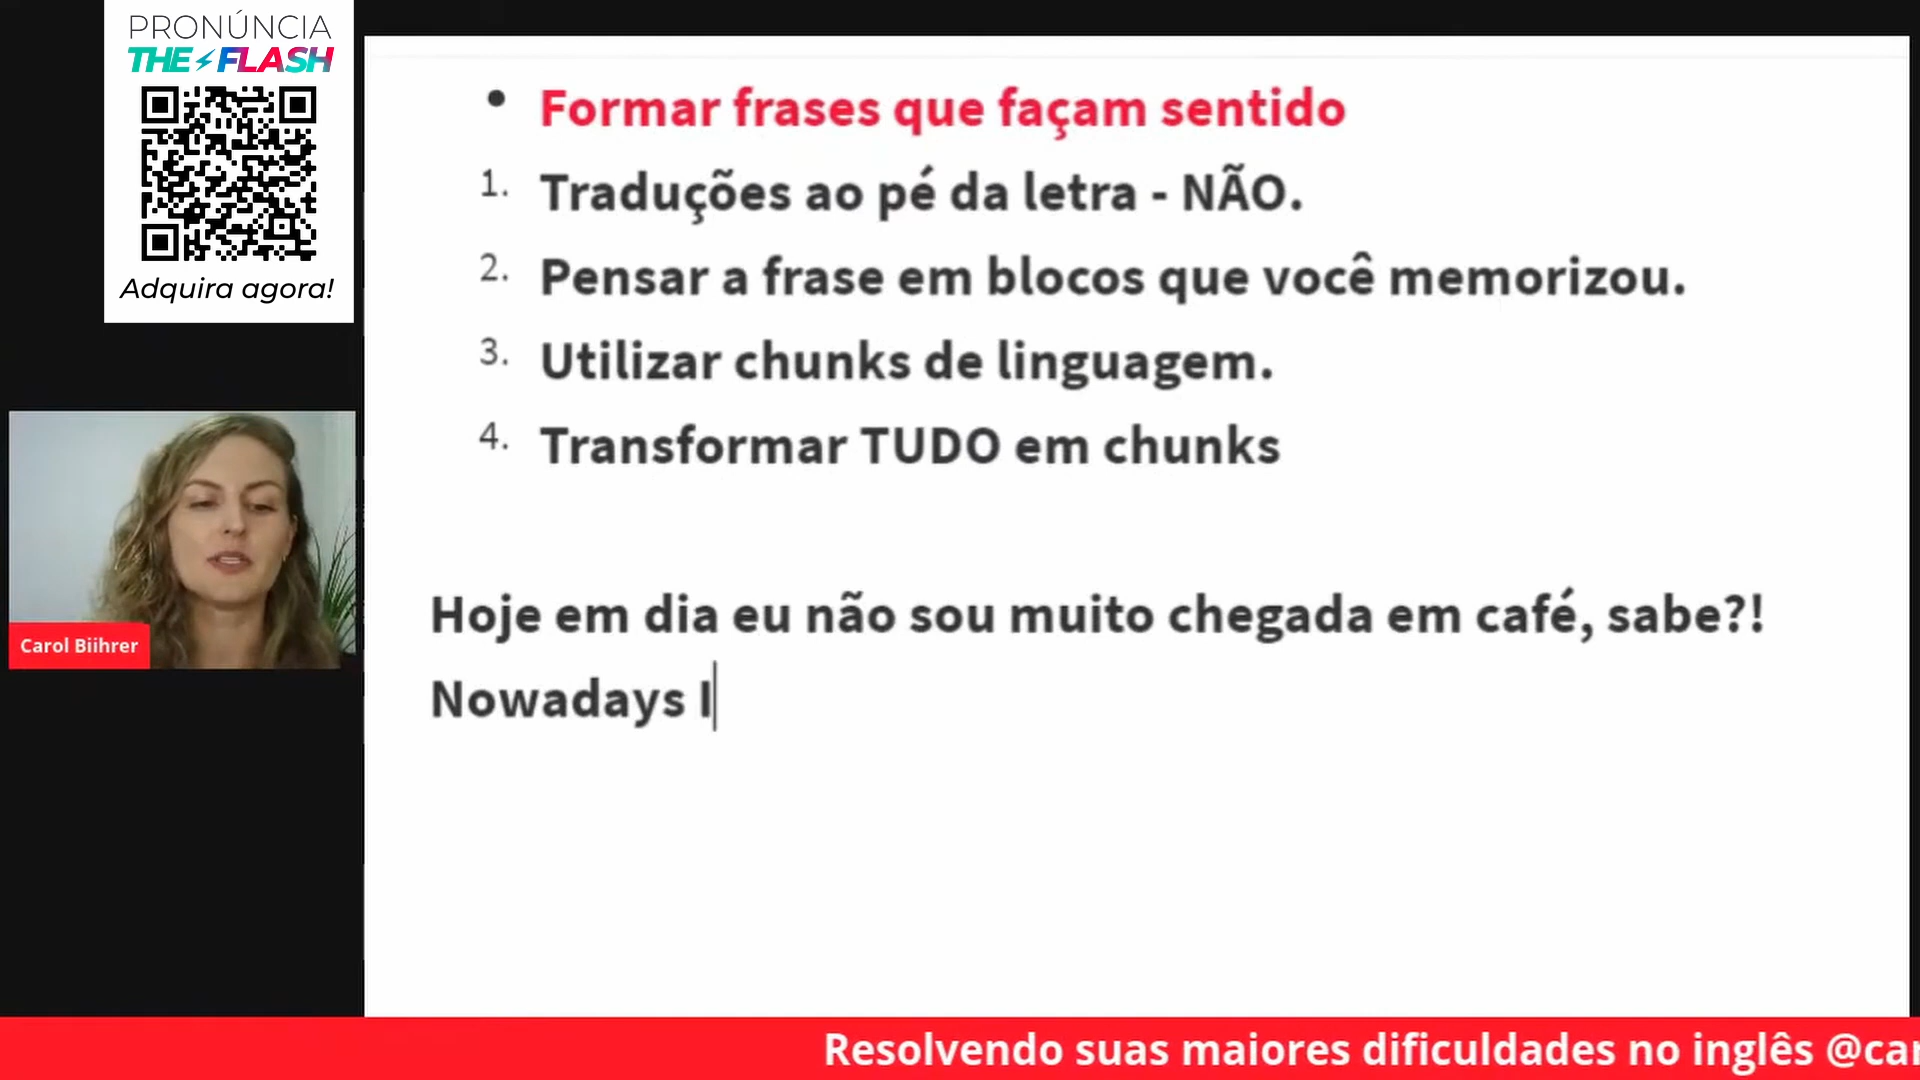 PRONÚNCIA
THE FLASH
Adquira agora!
• Formar frases que façam sentido
1. Traduções ao pé da letra - NÃO.
2. Pensar a frase em blocos que você memorizou.
3. Utilizar chunks de linguagem.
4. Transformar TUDO em chunks
Carol Biihrer
Hoje em dia eu não sou muito chegada em café, sabe?!
Nowadays I
Resolvendo suas maiores dificuldades no inglês @car